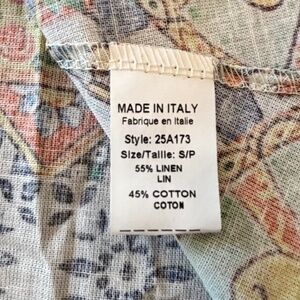 MADE IN ITALY
Fabrique en Italie
Style: 25A173
Size/Taille: S/P
55% LINEN
LIN
45% COTTON
COTON